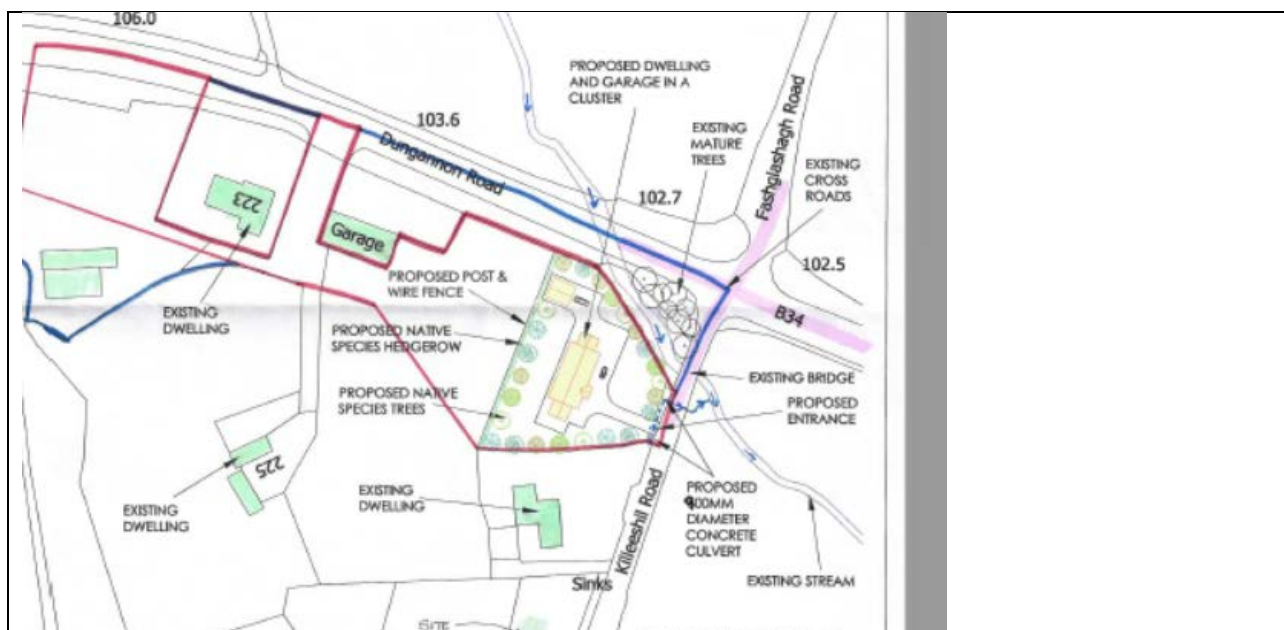 106.0
PROPOSED DWELLING
AND GARAGE IN A
CLUSTER
103.6
Dungannon Road
EXISTING
MATURE
TREES
Fashglashagh Road
EXISTING
CROSS
ROADS
102.7
102.5
223
Garage
PROPOSED POST &
WIRE FENCE
EXISTING
DWELLING
PROPOSED NATIVE
SPECIES HEDGEROW
B34
PROPOSED NATIVE
SPECIES TREES
EXISTING BRIDGE
PROPOSED
ENTRANCE
225
EXISTING
DWELLING
EXISTING
DWELLING
PROPOSED
900MM
DIAMETER
CONCRETE
CULVERT
Killeeshil Road
Sinks
EXISTING STREAM
SITE